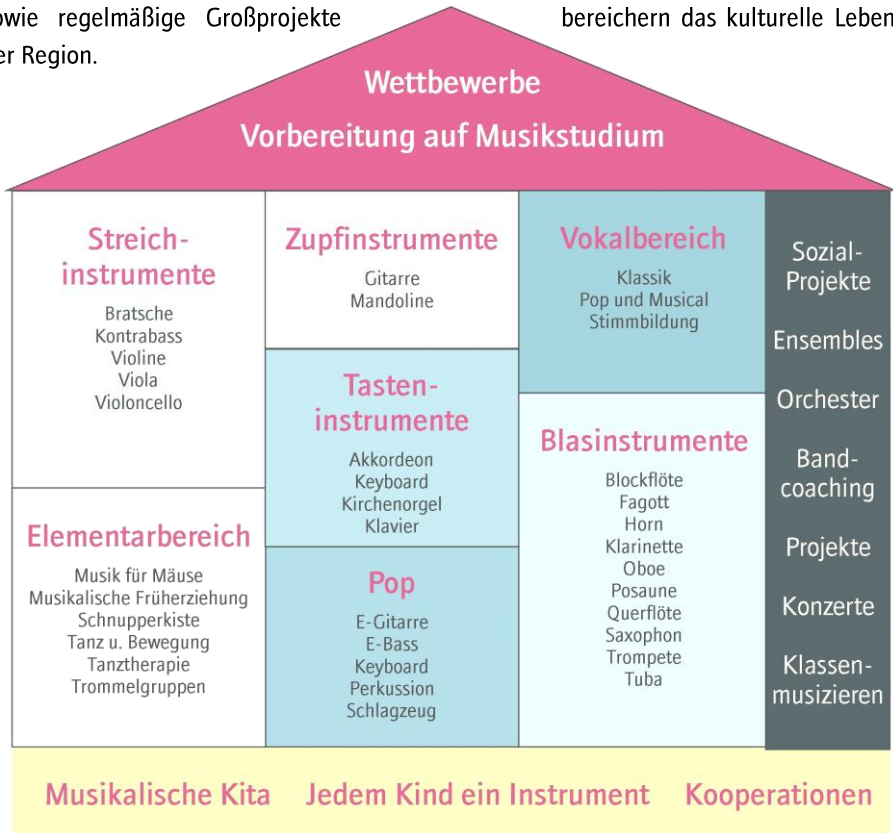 owie regelmäßige Großprojekte bereichern das kulturelle Leben
er Region.
Wettbewerbe
Vorbereitung auf Musikstudium
Streich-
instrumente
Bratsche
Kontrabass
Violine
Viola
Violoncello
Elementarbereich
Musik für Mäuse
Musikalische Früherziehung
Schnupperkiste
Tanz u. Bewegung
Tanztherapie
Trommelgruppen
Zupfinstrumente
Gitarre
Mandoline
Tasten-
instrumente
Akkordeon
Keyboard
Kirchenorgel
Klavier
Pop
E-Gitarre
E-Bass
Keyboard
Perkussion
Schlagzeug
Vokalbereich
Klassik
Pop und Musical
Stimmbildung
Blasinstrumente
Blockflöte
Fagott
Horn
Klarinette
Oboe
Posaune
Querflöte
Saxophon
Trompete
Tuba
Sozial-
Projekte
Ensembles
Orchester
Band-
coaching
Projekte
Konzerte
Klassen-
musizieren
Musikalische Kita Jedem Kind ein Instrument Kooperationen